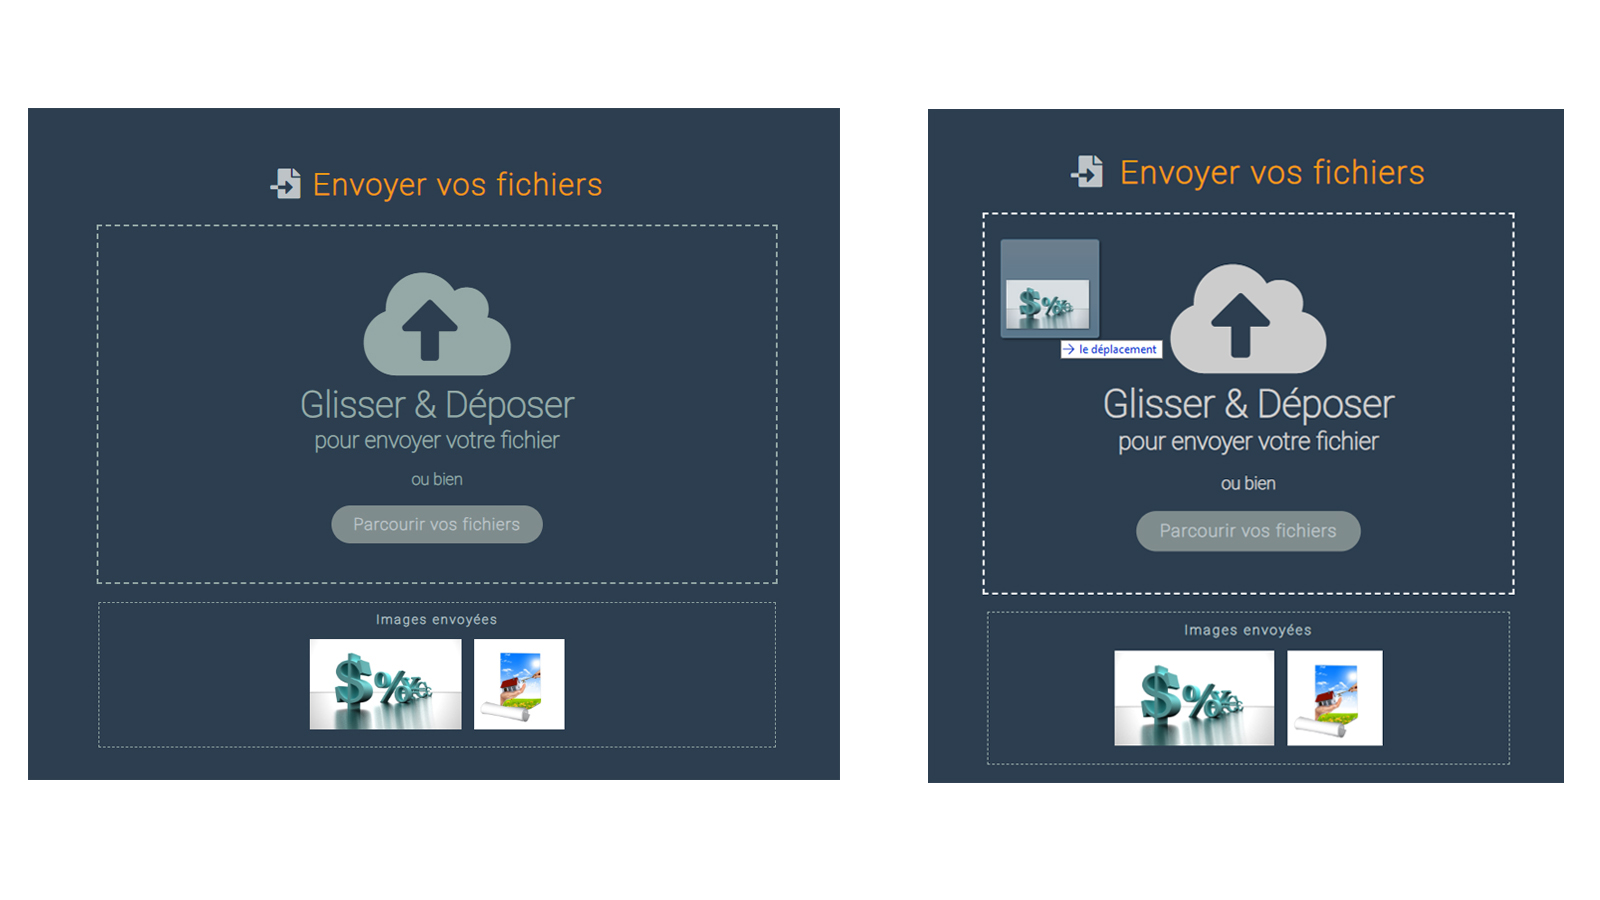 Envoyer vos fichiers
Glisser & Déposer
pour envoyer votre fichier
ou bien
Parcourir vos fichiers
Images envoyées
$%
Envoyer vos fichiers
le déplacement
Glisser & Déposer
pour envoyer votre fichier
ou bien
Parcourir vos fichiers
Images envoyées
$%